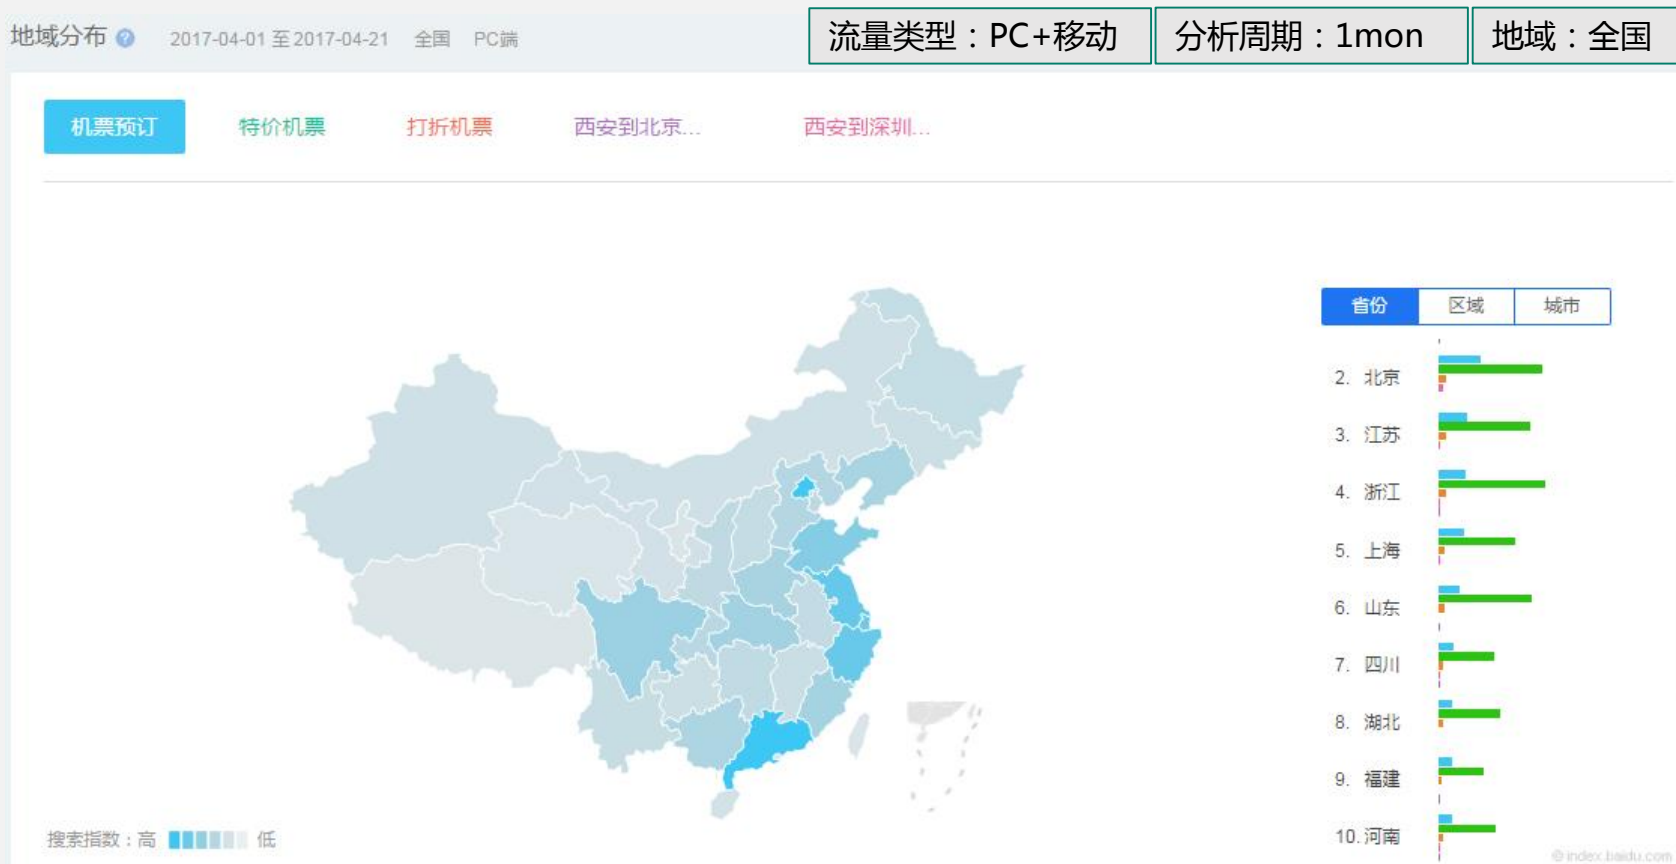 地域分布 ? 2017-04-01 至 2017-04-21 全国 PC端
流量类型：PC+移动
分析周期：1mon
地域：全国
机票预订 特价机票 打折机票 西安到北京... 西安到深圳...
省份 区域 城市
2. 北京
3. 江苏
4. 浙江
5. 上海
6. 山东
7. 四川
8. 湖北
9. 福建
10. 河南
搜索指数：高 低
© index.baidu.com